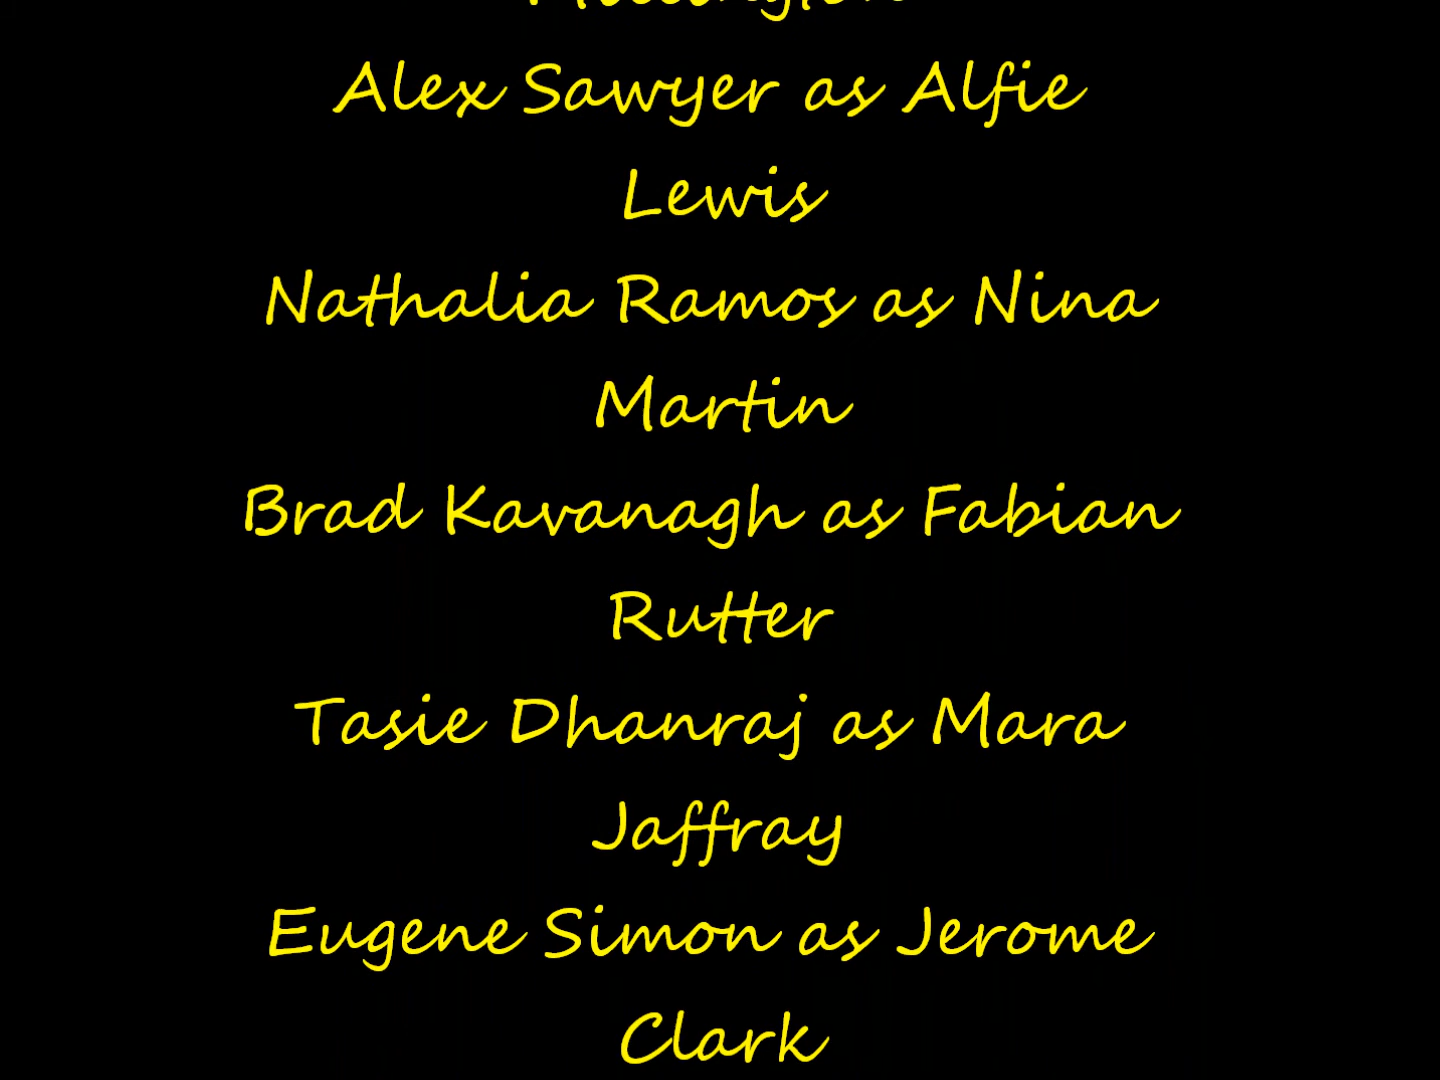 Alex Sawyer as Alfie
Lewis
Nathalia Ramos as Nina
Martin
Brad Kavanagh as Fabian
Rutter
Tasie Dhanraj as Mara
Jaffray
Eugene Simon as Jerome
Clark